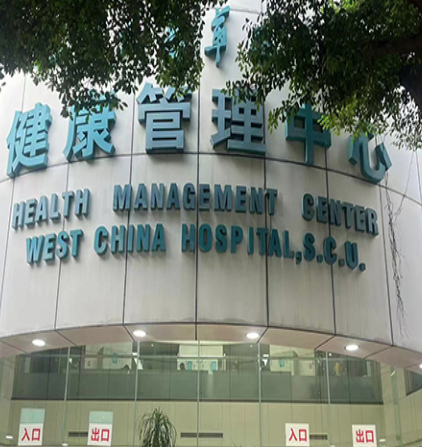 健康管理中心
HEALTH MANAGEMENT CENTER
WEST CHINA HOSPITAL,S.C.U.
入口 出口 入口 出口